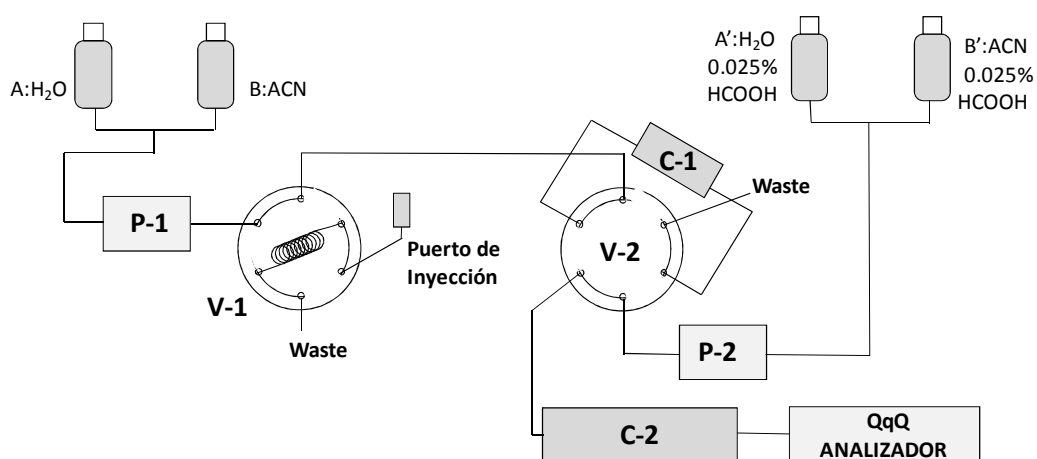 A:H₂O
B:ACN
A’:H₂O
0.025%
HCOOH
B’:ACN
0.025%
HCOOH
C-1
Waste
P-1
Puerto de
Inyección
V-1
Waste
V-2
P-2
C-2
QqQ
ANALIZADOR